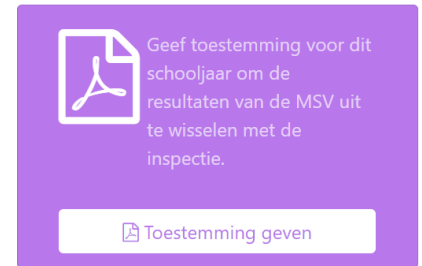 Geef toestemming voor dit
schooljaar om de
resultaten van de MSV uit
te wisselen met de
inspectie.
Toestemming geven